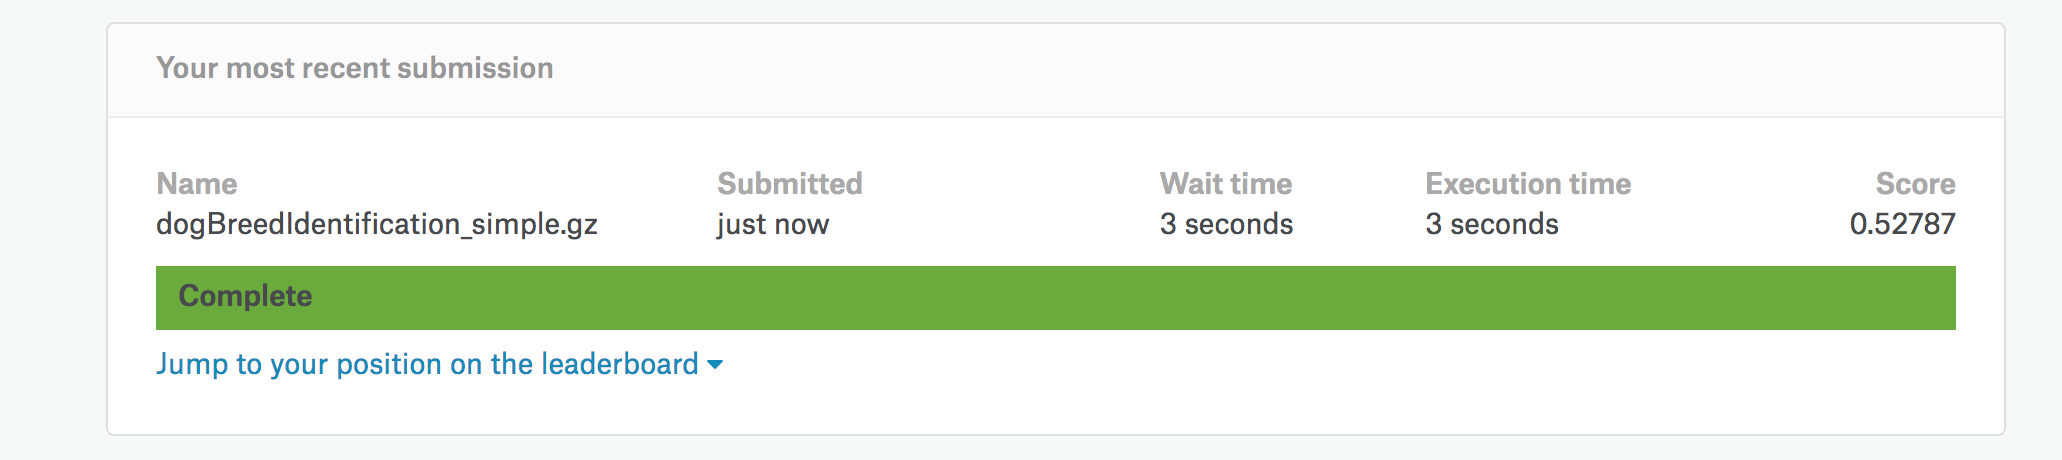 Your most recent submission
Name Submitted Wait time Execution time Score
dogBreedIdentification_simple.gz just now 3 seconds 3 seconds 0.52787
Complete
Jump to your position on the leaderboard